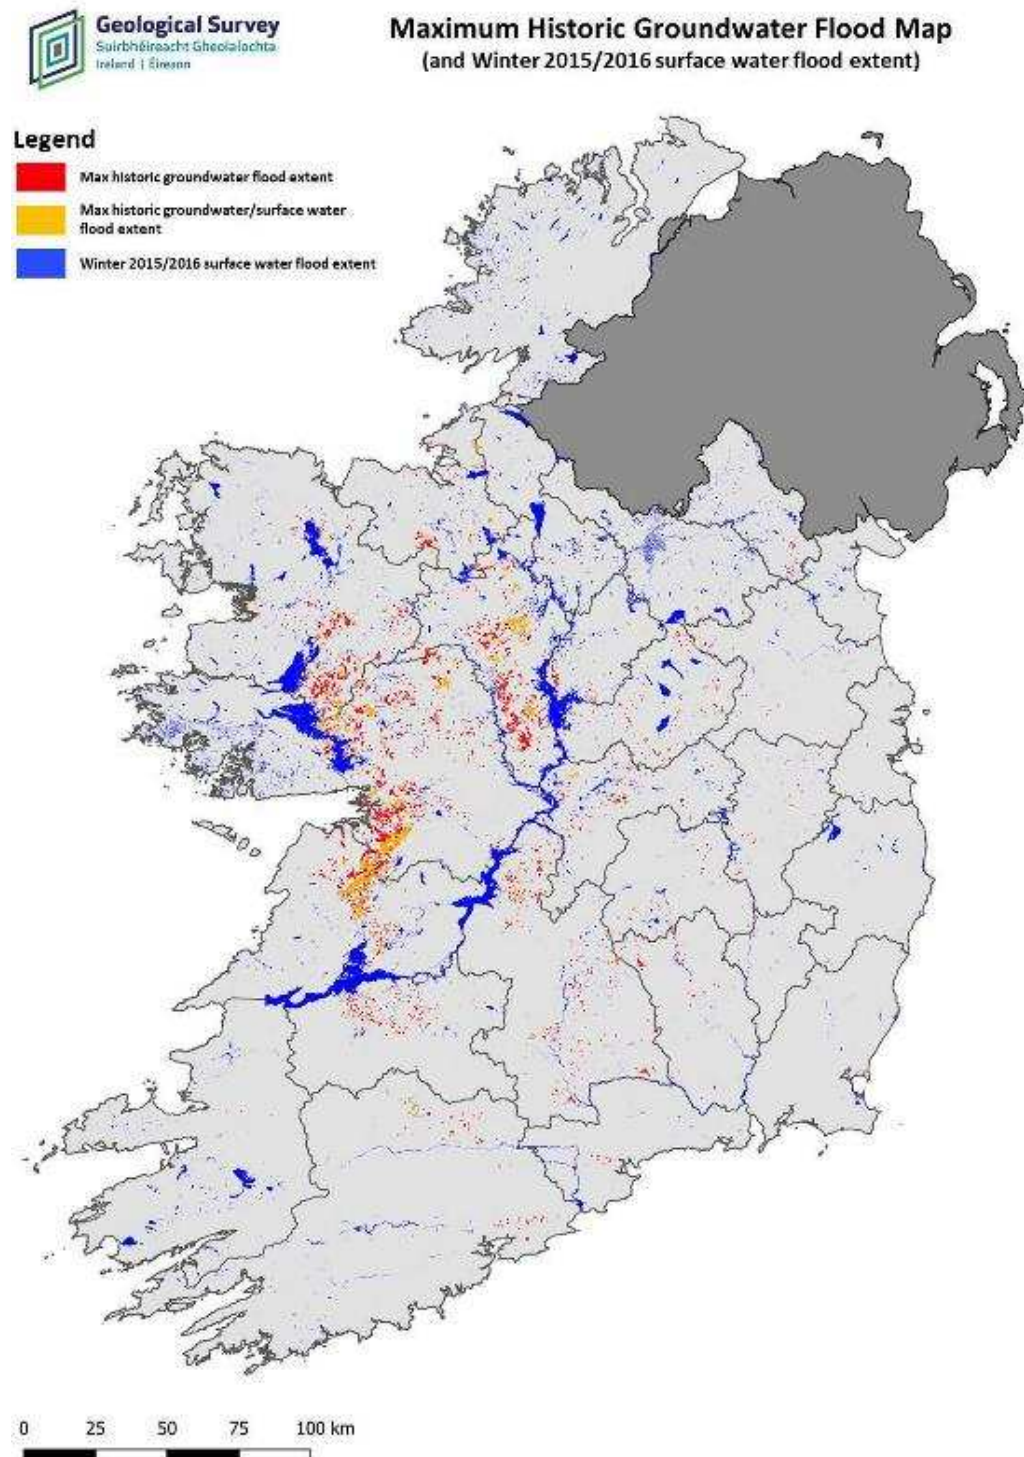 Geological Survey
Suirbhéireacht Gheolaíochta
Ireland | Éireann
Maximum Historic Groundwater Flood Map
(and Winter 2015/2016 surface water flood extent)
Legend
Max historic groundwater flood extent
Max historic groundwater/surface water
flood extent
Winter 2015/2016 surface water flood extent
0 25 50 75 100 km